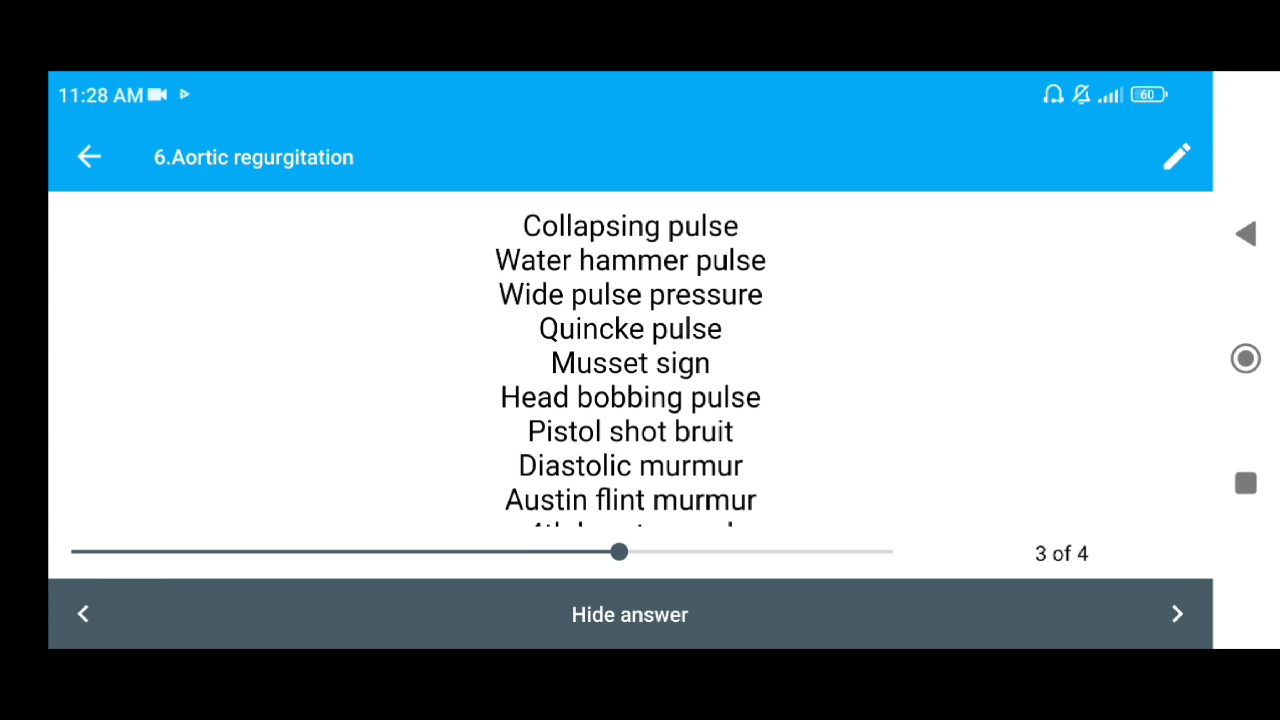 11:28 AM
60
6.Aortic regurgitation
Collapsing pulse
Water hammer pulse
Wide pulse pressure
Quincke pulse
Musset sign
Head bobbing pulse
Pistol shot bruit
Diastolic murmur
Austin flint murmur
3 of 4
Hide answer